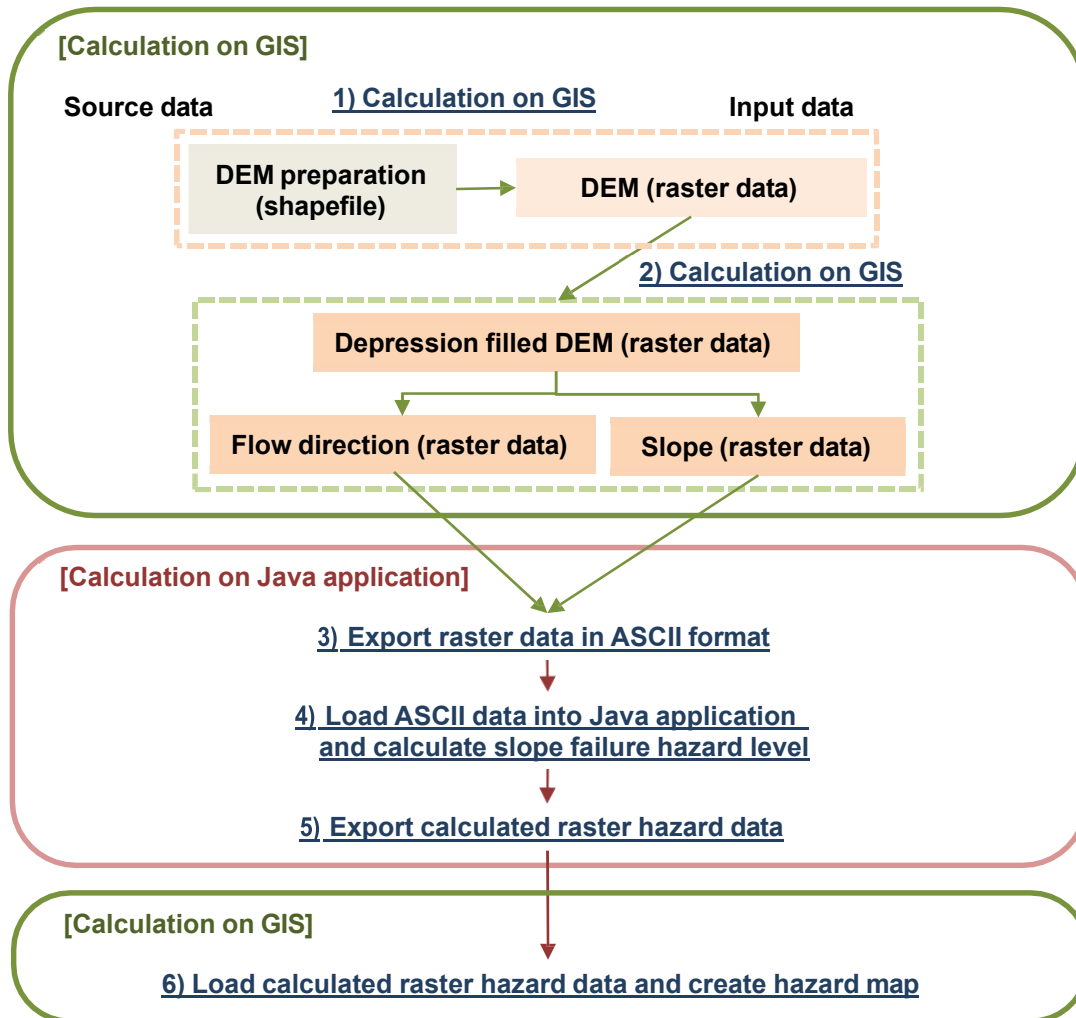 [Calculation on GIS]
1) Calculation on GIS
Source data
Input data
DEM preparation
(shapefile)
DEM (raster data)
2) Calculation on GIS
Depression filled DEM (raster data)
Flow direction (raster data)
Slope (raster data)
[Calculation on Java application]
3) Export raster data in ASCII format
4) Load ASCII data into Java application
and calculate slope failure hazard level
5) Export calculated raster hazard data
[Calculation on GIS]
6) Load calculated raster hazard data and create hazard map